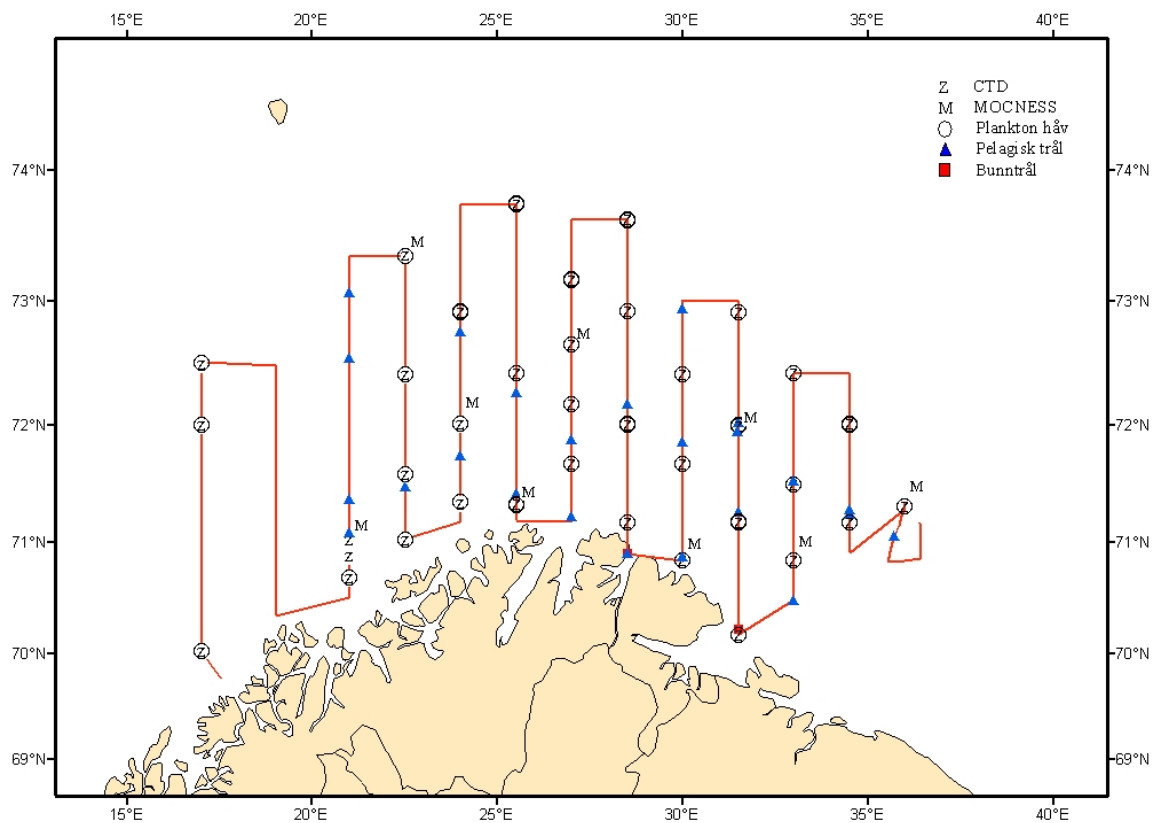 15°E 20°E 25°E 30°E 35°E 40°E
Z CTD
M MOCNESS
Plankton håv
Pelagisk trål
Bunntrål
74°N 74°N
Z
Z
Z M
73°N 73°N
Z
Z Z Z
Z M
Z
Z Z Z Z
M Z
72°N Z Z Z Z M Z 72°N
Z Z
Z
Z
Z M Z M
Z Z Z Z
71°N M Z Z 71°N
Z M Z M
Z
Z
Z
70°N Z 70°N
69°N 69°N
15°E 20°E 25°E 30°E 35°E 40°E